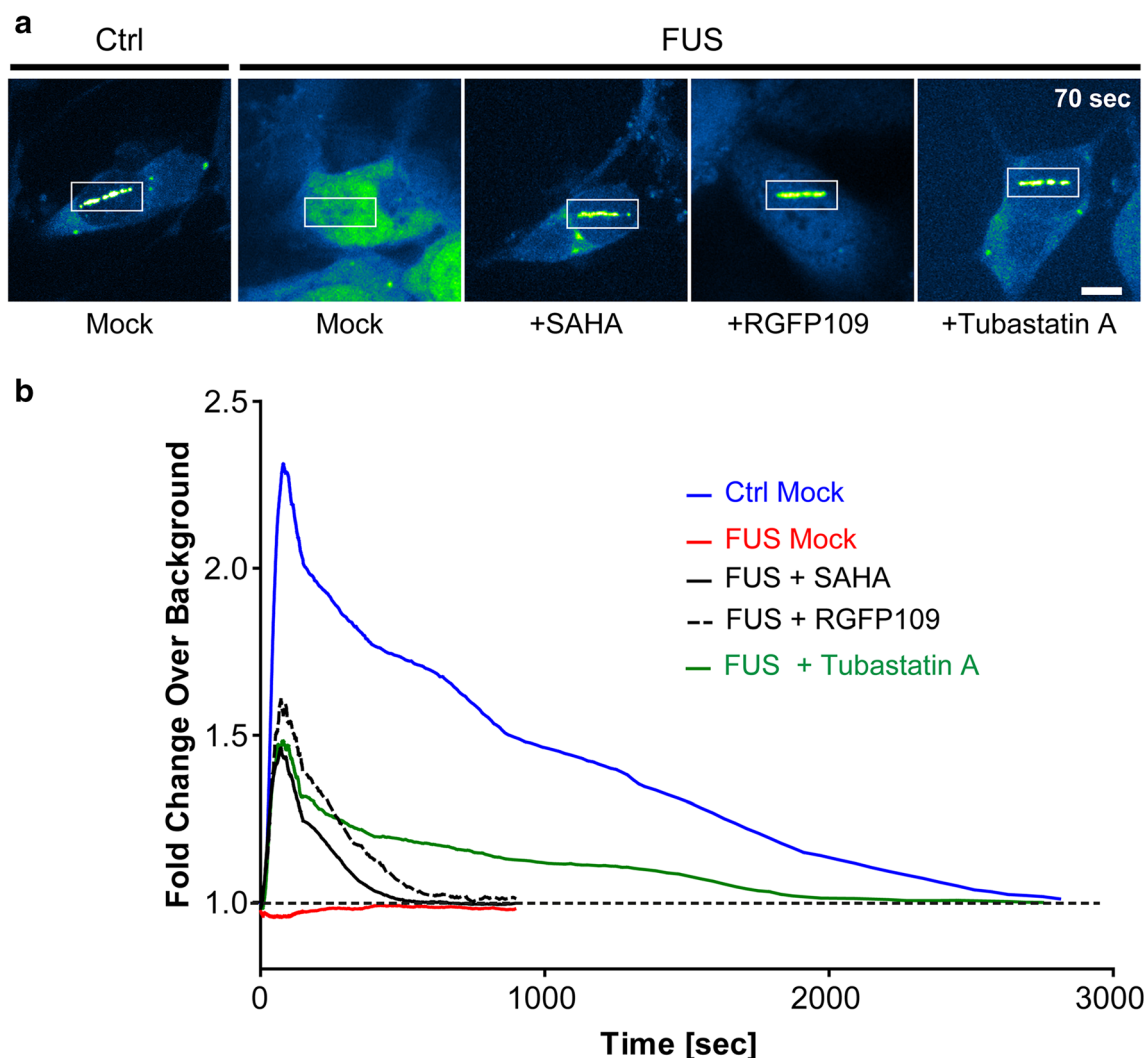 a
Ctrl
FUS
70 sec
Mock
Mock
+SAHA
+RGFP109
+Tubastatin A
b
Fold Change Over Background
2.5
2.0
1.5
1.0
Ctrl Mock
FUS Mock
FUS + SAHA
FUS + RGFP109
FUS + Tubastatin A
0
1000
2000
3000
Time [sec]